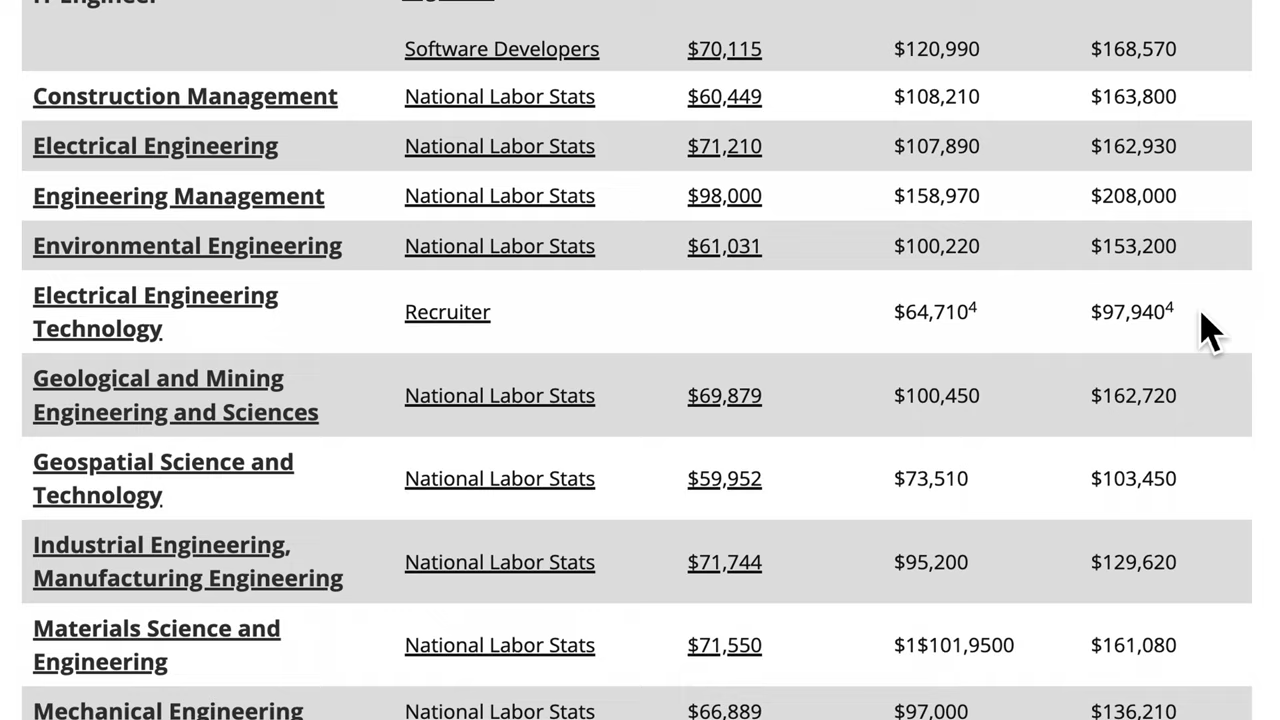 IT Engineer
Software Developers $70,115 $120,990 $168,570
Construction Management National Labor Stats $60,449 $108,210 $163,800
Electrical Engineering National Labor Stats $71,210 $107,890 $162,930
Engineering Management National Labor Stats $98,000 $158,970 $208,000
Environmental Engineering National Labor Stats $61,031 $100,220 $153,200
Electrical Engineering
Technology Recruiter $64,710⁴ $97,940⁴
Geological and Mining
Engineering and Sciences National Labor Stats $69,879 $100,450 $162,720
Geospatial Science and
Technology National Labor Stats $59,952 $73,510 $103,450
Industrial Engineering,
Manufacturing Engineering National Labor Stats $71,744 $95,200 $129,620
Materials Science and
Engineering National Labor Stats $71,550 $1$101,9500 $161,080
Mechanical Engineering National Labor Stats $66,889 $97,000 $136,210